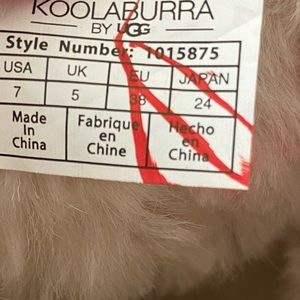 KOOLABURRA
BY UGG
Style Number: 1015875
USA UK EU JAPAN
7 5 38 24
Made in China
Fabrique en Chine
Hecho en China